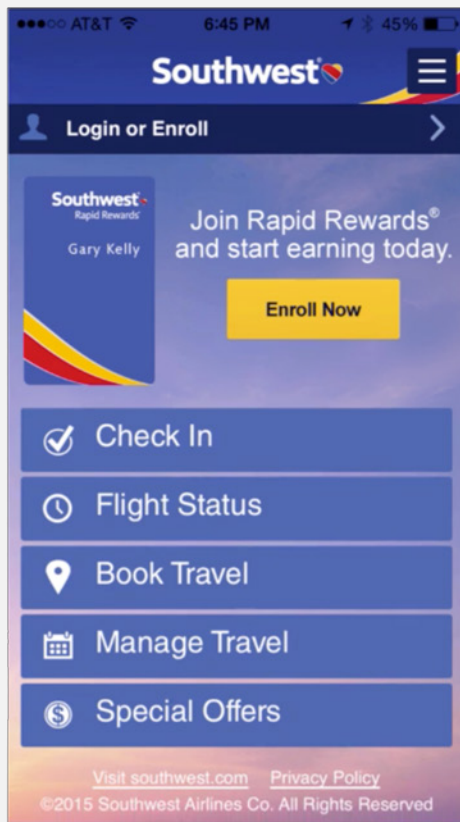 AT&T 6:45 PM 45%
Southwest
Login or Enroll
Southwest
Rapid Rewards®
Gary Kelly
Join Rapid Rewards®
and start earning today.
Enroll Now
Check In
Flight Status
Book Travel
Manage Travel
Special Offers
Visit southwest.com Privacy Policy
©2015 Southwest Airlines Co. All Rights Reserved